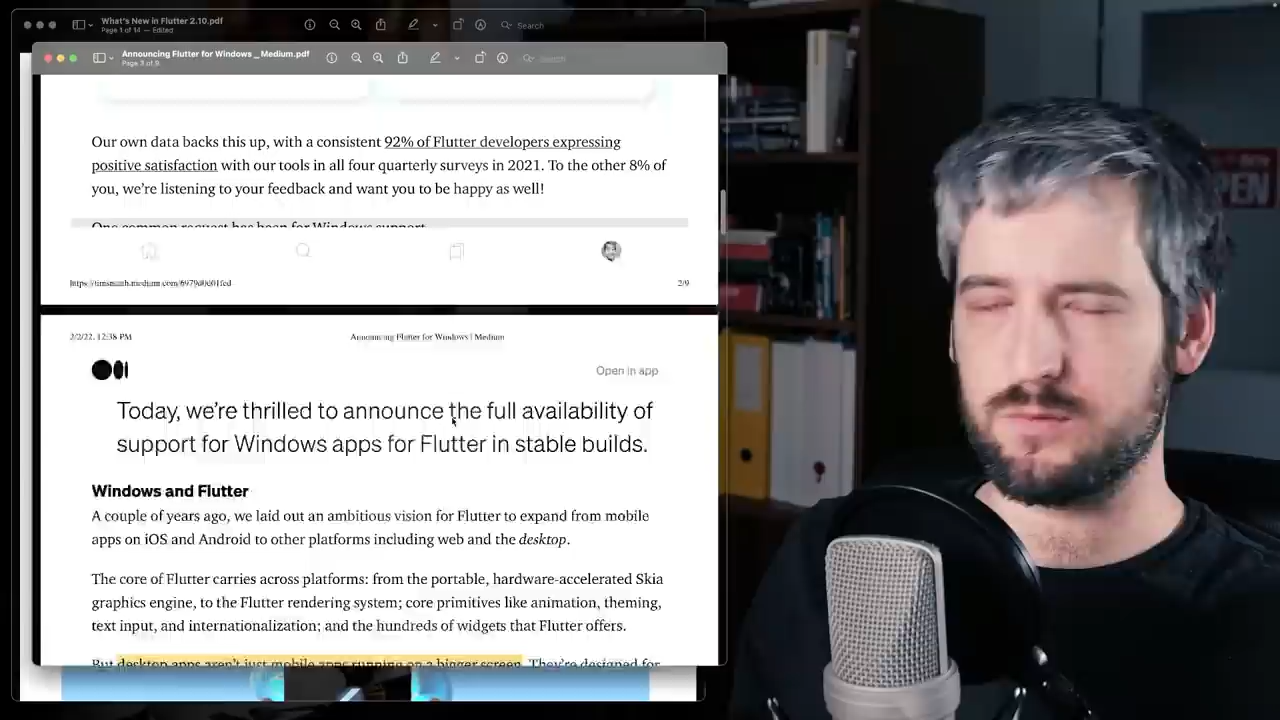 What's New in Flutter 2.10.pdf
Page 1 of 14 — Edited
Search
Announcing Flutter for Windows _ Medium.pdf
Page 3 of 9
Search
Our own data backs this up, with a consistent 92% of Flutter developers expressing
positive satisfaction with our tools in all four quarterly surveys in 2021. To the other 8% of
you, we're listening to your feedback and want you to be happy as well!
One common request has been for Windows support
https://timsneath.medium.com/6979d0e01fed
2/9
2/2/22, 12:38 PM
Announcing Flutter for Windows | Medium
Open in app
Today, we're thrilled to announce the full availability of
support for Windows apps for Flutter in stable builds.
Windows and Flutter
A couple of years ago, we laid out an ambitious vision for Flutter to expand from mobile
apps on iOS and Android to other platforms including web and the desktop.
The core of Flutter carries across platforms: from the portable, hardware-accelerated Skia
graphics engine, to the Flutter rendering system; core primitives like animation, theming,
text input, and internationalization; and the hundreds of widgets that Flutter offers.
But desktop apps aren't just mobile apps running on a bigger screen. They're designed for
OPEN